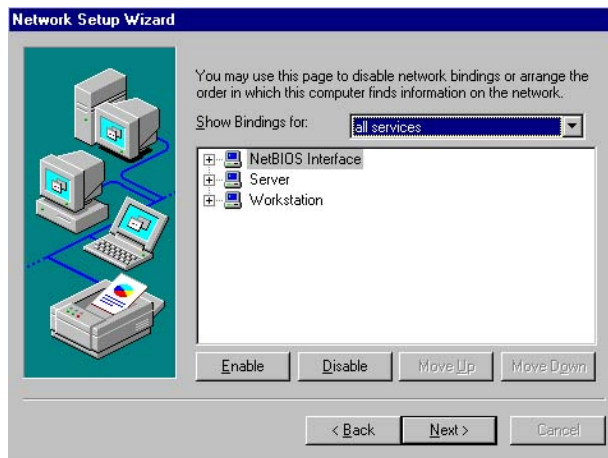 Network Setup Wizard
You may use this page to disable network bindings or arrange the
order in which this computer finds information on the network.
Show Bindings for: all services
NetBIOS Interface
Server
Workstation
Enable Disable Move Up Move Down
< Back Next > Cancel